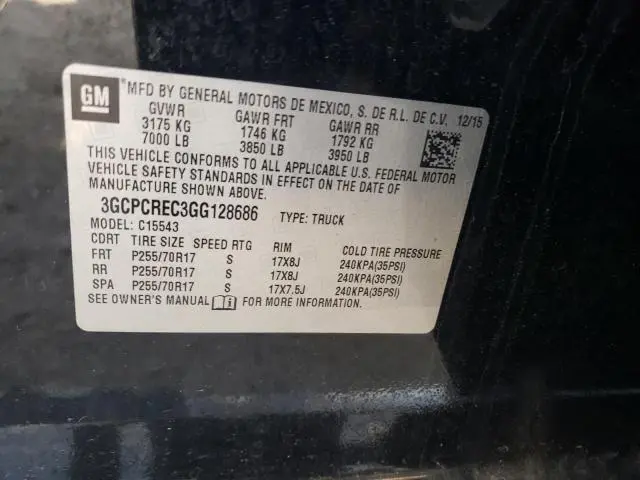 GM
*MFD BY GENERAL MOTORS DE MEXICO, S. DE R.L. DE C.V. 12/15
GVWR GAWR FRT GAWR RR
3175 KG 1746 KG 1792 KG
7000 LB 3850 LB 3950 LB
THIS VEHICLE CONFORMS TO ALL APPLICABLE U.S. FEDERAL MOTOR
VEHICLE SAFETY STANDARDS IN EFFECT ON THE DATE OF
MANUFACTURE SHOWN ABOVE.
3GCPCREC3GG128686 TYPE: TRUCK
MODEL: C15543
CDRT TIRE SIZE SPEED RTG RIM COLD TIRE PRESSURE
FRT P255/70R17 S 17X8J 240KPA(35PSI)
RR P255/70R17 S 17X8J 240KPA(35PSI)
SPA P255/70R17 S 17X7.5J 240KPA(35PSI)
SEE OWNER'S MANUAL FOR MORE INFORMATION.